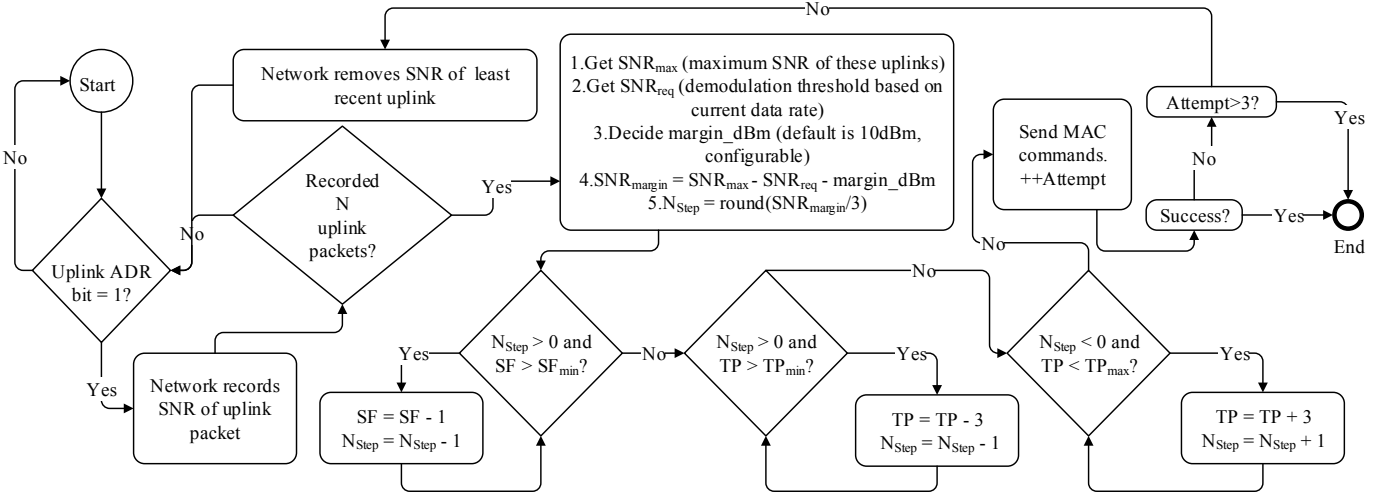 No
Start
Network removes SNR of least
recent uplink
1.Get SNRmax (maximum SNR of these uplinks)
2.Get SNRreq (demodulation threshold based on
current data rate)
3.Decide margin_dBm (default is 10dBm,
configurable)
4.SNRmargin = SNRmax - SNRreq - margin_dBm
5.NStep = round(SNRmargin/3)
Send MAC
commands.
++Attempt
Attempt>3?
Yes
No
Success?
Yes
End
No
Recorded
N
uplink
packets?
Yes
No
Uplink ADR
bit = 1?
Yes
Network records
SNR of uplink
packet
NStep > 0 and
SF > SFmin?
Yes
No
SF = SF - 1
NStep = NStep - 1
NStep > 0 and
TP > TPmin?
No
Yes
TP = TP - 3
NStep = NStep - 1
No
NStep < 0 and
TP < TPmax?
Yes
TP = TP + 3
NStep = NStep + 1